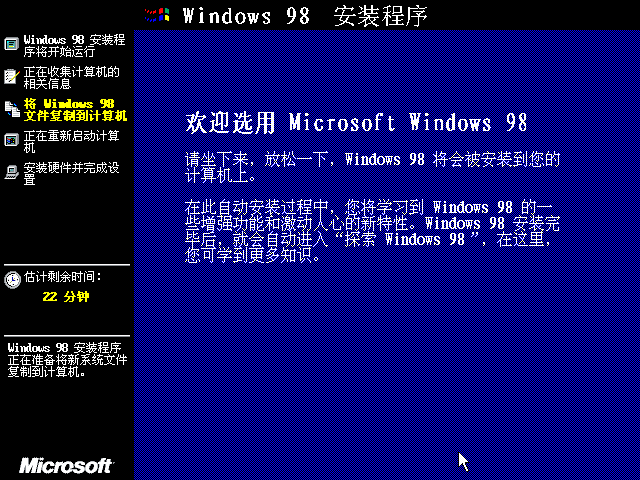 Windows 98 安装程序
Windows 98 安装程
序将开始运行
正在收集计算机的
相关信息
将 Windows 98
文件复制到计算机
正在重新启动计算
机
安装硬件并完成设
置
估计剩余时间：
22 分钟
Windows 98 安装程序
正在准备将新系统文件
复制到计算机。
Microsoft
欢迎选用 Microsoft Windows 98
请坐下来，放松一下，Windows 98 将会被安装到您的
计算机上。
在此自动安装过程中，您将学习到 Windows 98 的一
些增强功能和激动人心的新特性。Windows 98 安装完
毕后，就会自动进入“探索 Windows 98”，在这里，
您可学到更多知识。